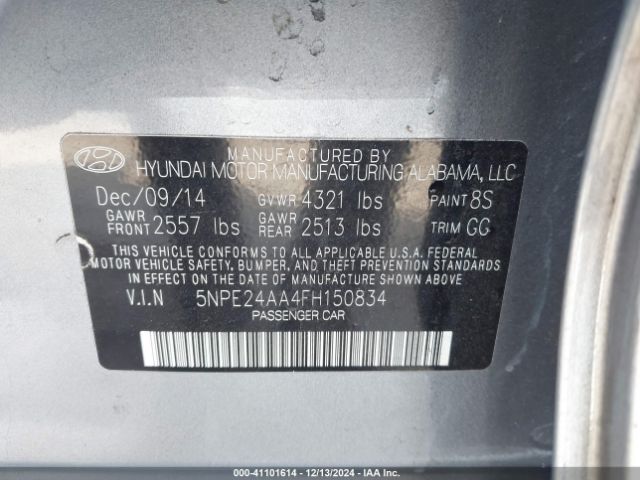 MANUFACTURED BY
HYUNDAI MOTOR MANUFACTURING ALABAMA, LLC
Dec/09/14 GVWR 4321 lbs PAINT 8S
GAWR FRONT 2557 lbs GAWR REAR 2513 lbs TRIM GG
THIS VEHICLE CONFORMS TO ALL APPLICABLE U.S.A. FEDERAL
MOTOR VEHICLE SAFETY, BUMPER, AND THEFT PREVENTION STANDARDS
IN EFFECT ON THE DATE OF MANUFACTURE SHOWN ABOVE.
V.I.N 5NPE24AA4FH150834
PASSENGER CAR
000-41101614 - 12/13/2024 - IAA Inc.